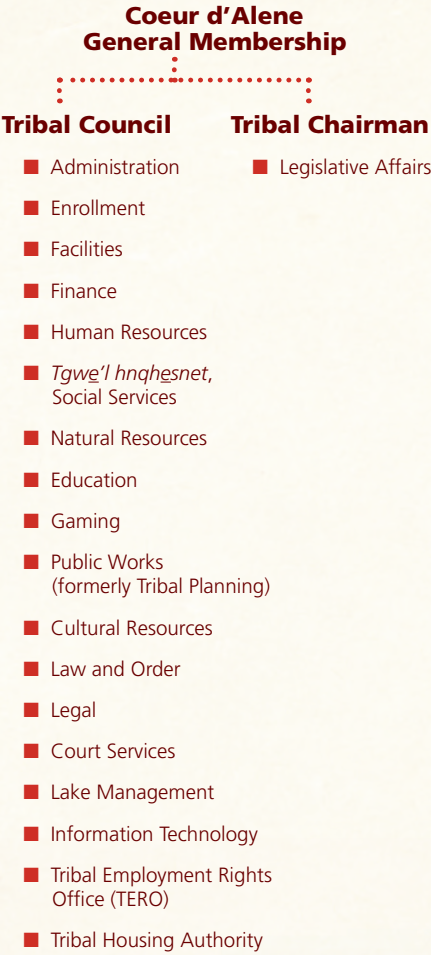 Coeur d’Alene
General Membership
Tribal Council
■ Administration
■ Enrollment
■ Facilities
■ Finance
■ Human Resources
■ Tgwe̲’l hnqhe̲snet,
Social Services
■ Natural Resources
■ Education
■ Gaming
■ Public Works
(formerly Tribal Planning)
■ Cultural Resources
■ Law and Order
■ Legal
■ Court Services
■ Lake Management
■ Information Technology
■ Tribal Employment Rights
Office (TERO)
■ Tribal Housing Authority
Tribal Chairman
■ Legislative Affairs